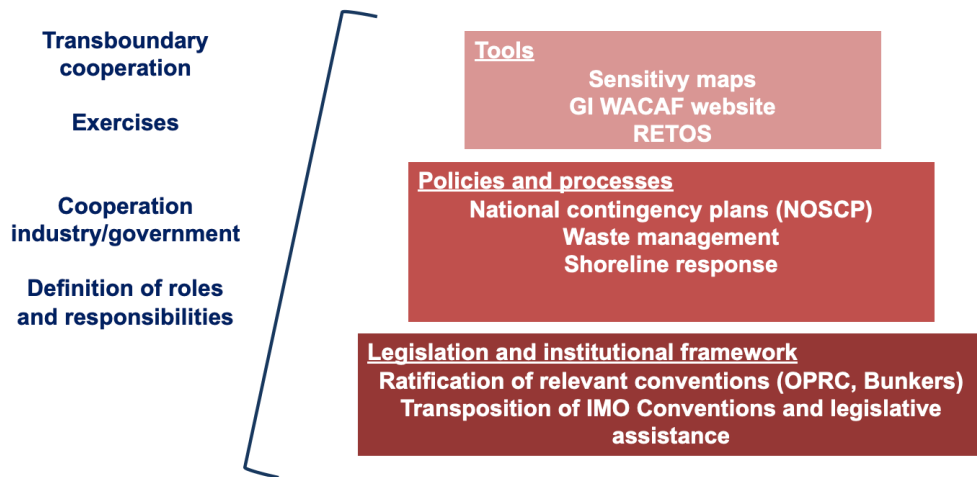 Transboundary
cooperation
Exercises
Cooperation
industry/government
Definition of roles
and responsibilities
Tools
Sensitivy maps
GI WACAF website
RETOS
Policies and processes
National contingency plans (NOSCP)
Waste management
Shoreline response
Legislation and institutional framework
Ratification of relevant conventions (OPRC, Bunkers)
Transposition of IMO Conventions and legislative
assistance